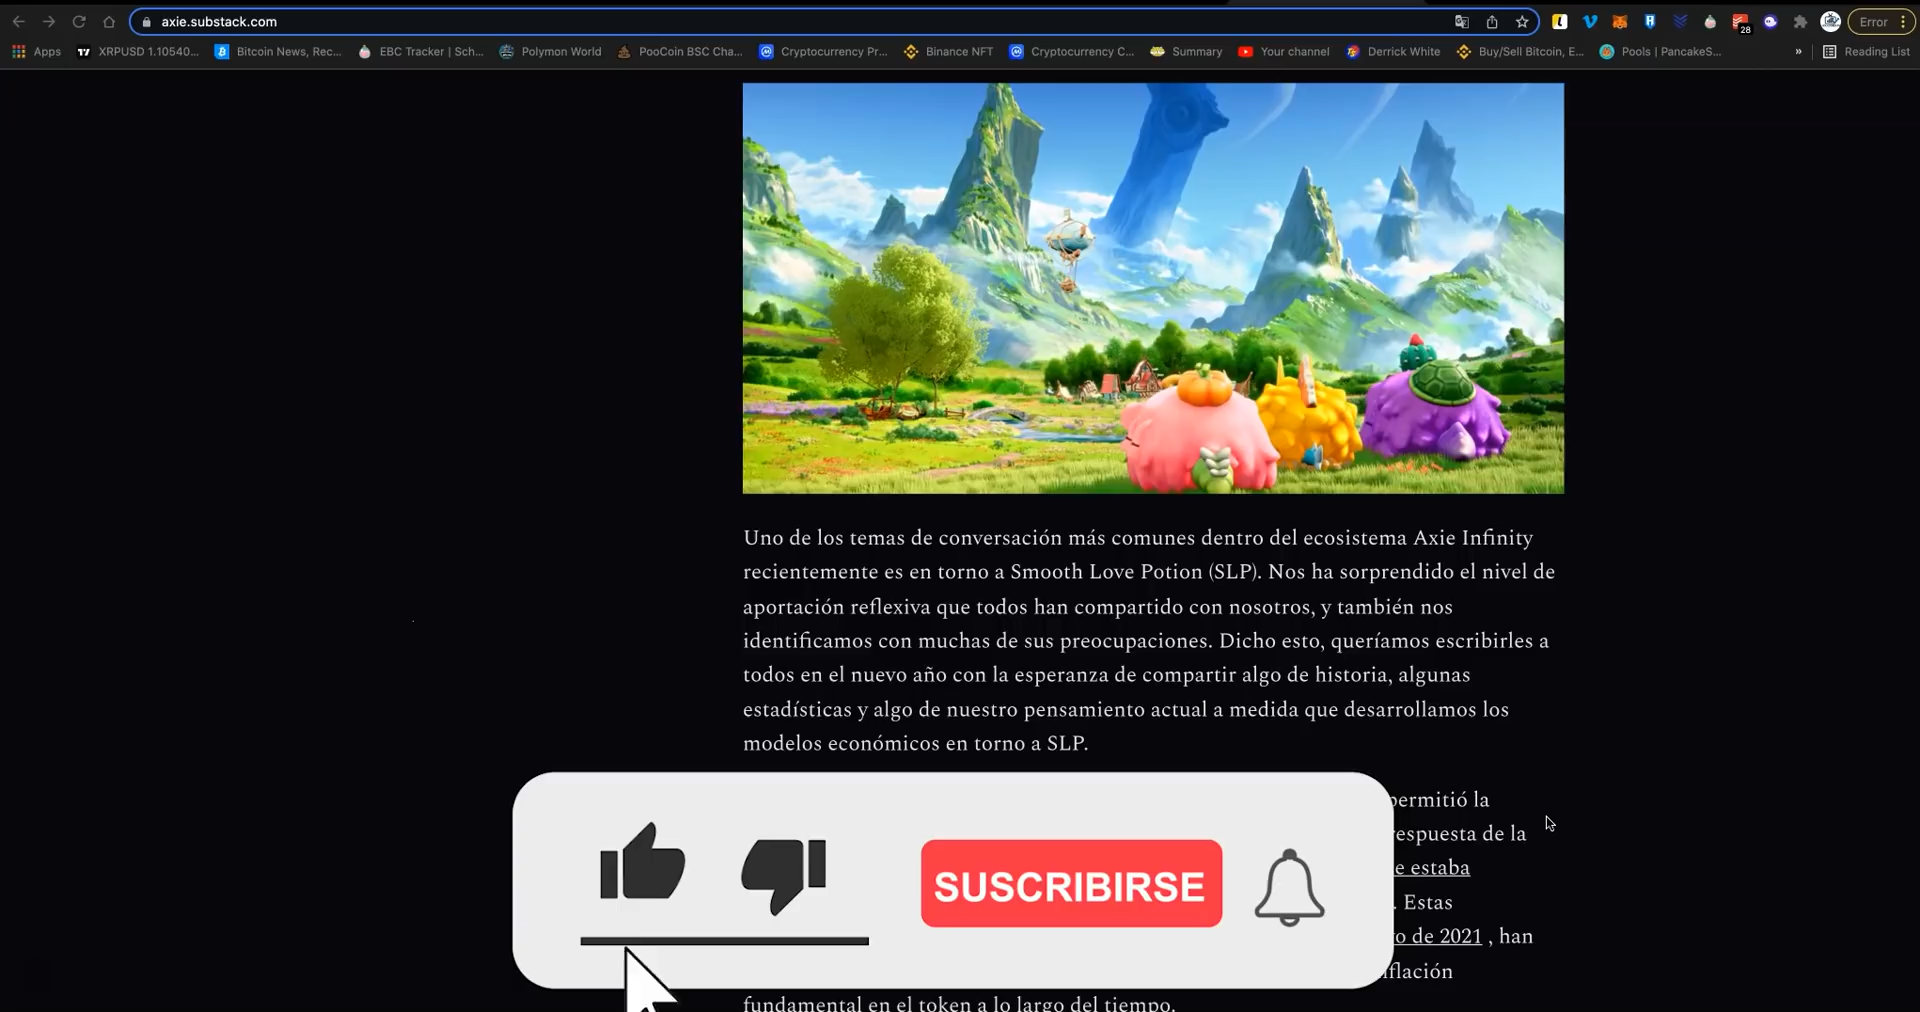 axie.substack.com
Error
28
Apps
XRPUSD 1.10540...
Bitcoin News, Rec...
EBC Tracker | Sch...
Polymon World
PooCoin BSC Cha...
Cryptocurrency Pr...
Binance NFT
Cryptocurrency C...
Summary
Your channel
Derrick White
Buy/Sell Bitcoin, E...
Pools | PancakeS...
»
Reading List
Uno de los temas de conversación más comunes dentro del ecosistema Axie Infinity
recientemente es en torno a Smooth Love Potion (SLP). Nos ha sorprendido el nivel de
aportación reflexiva que todos han compartido con nosotros, y también nos
identificamos con muchas de sus preocupaciones. Dicho esto, queríamos escribirles a
todos en el nuevo año con la esperanza de compartir algo de historia, algunas
estadísticas y algo de nuestro pensamiento actual a medida que desarrollamos los
modelos económicos en torno a SLP.
permitió la
respuesta de la
e estaba
. Estas
o de 2021 , han
nflación
fundamental en el token a lo largo del tiempo.
SUSCRIBIRSE